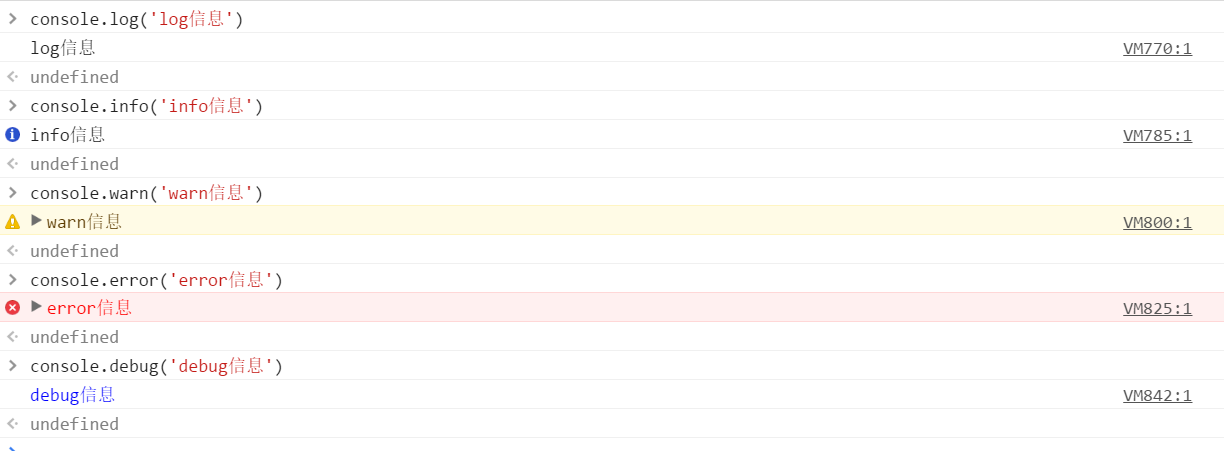 console.log('log信息')
log信息 VM770:1
undefined
console.info('info信息')
info信息 VM785:1
undefined
console.warn('warn信息')
warn信息 VM800:1
undefined
console.error('error信息')
error信息 VM825:1
undefined
console.debug('debug信息')
debug信息 VM842:1
undefined